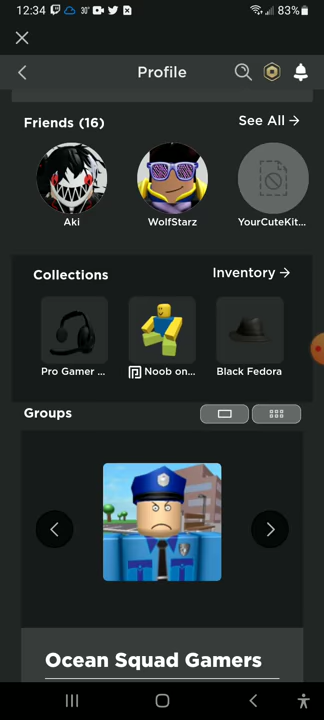 12:34 30° 83%
Profile
Friends (16) See All →
Aki WolfStarz YourCuteKit...
Collections Inventory →
Pro Gamer ... Noob on... Black Fedora
Groups
Ocean Squad Gamers